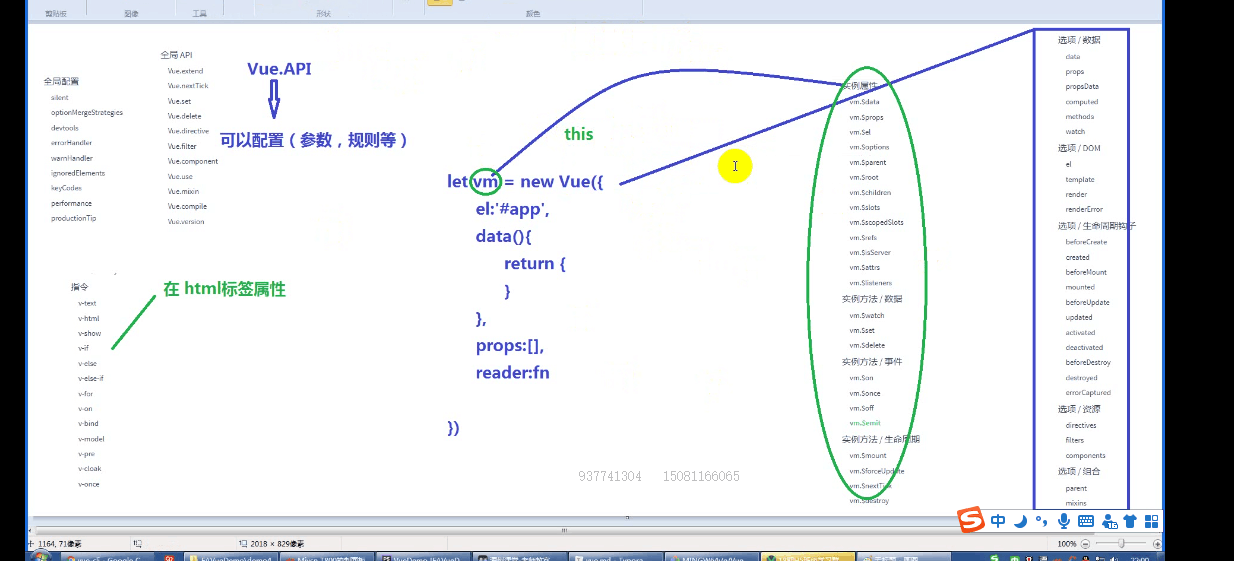 剪贴板
图像
工具
形状
颜色
全局配置
silent
optionMergeStrategies
devtools
errorHandler
warnHandler
ignoredElements
keyCodes
performance
productionTip
全局 API
Vue.extend
Vue.nextTick
Vue.set
Vue.delete
Vue.directive
Vue.filter
Vue.component
Vue.use
Vue.mixin
Vue.compile
Vue.version
Vue.API
可以配置（参数，规则等）
指令
v-text
v-html
v-show
v-if
v-else
v-else-if
v-for
v-on
v-bind
v-model
v-pre
v-cloak
v-once
在 html标签属性
this
let vm = new Vue({
el:'#app',
data(){
return {
}
},
props:[],
reader:fn
})
937741304 15081166065
实例属性
vm.$data
vm.$props
vm.$el
vm.$options
vm.$parent
vm.$root
vm.$children
vm.$slots
vm.$scopedSlots
vm.$refs
vm.$isServer
vm.$attrs
vm.$listeners
实例方法 / 数据
vm.$watch
vm.$set
vm.$delete
实例方法 / 事件
vm.$on
vm.$once
vm.$off
vm.$emit
实例方法 / 生命周期
vm.$mount
vm.$forceUpdate
vm.$nextTick
vm.$destroy
选项 / 数据
data
props
propsData
computed
methods
watch
选项 / DOM
el
template
render
renderError
选项 / 生命周期钩子
beforeCreate
created
beforeMount
mounted
beforeUpdate
updated
activated
deactivated
beforeDestroy
destroyed
errorCaptured
选项 / 资源
directives
filters
components
选项 / 组合
parent
mixins
中
1164, 71像素
2018 × 829像素
100%